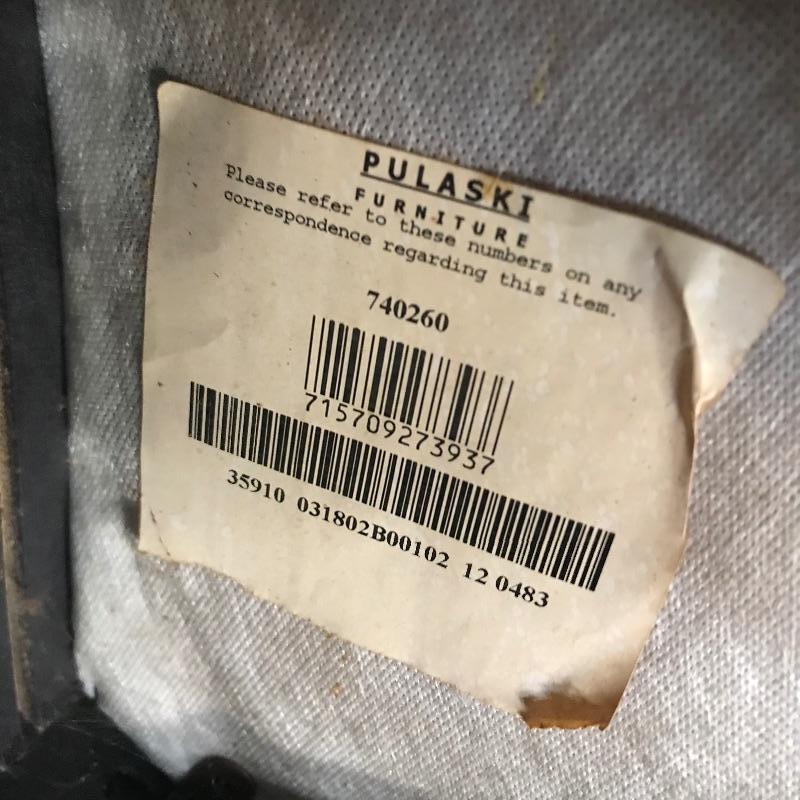 PULASKI
FURNITURE
Please refer to these numbers on any
correspondence regarding this item.
740260
715709273937
35910 031802B00102 12 0483